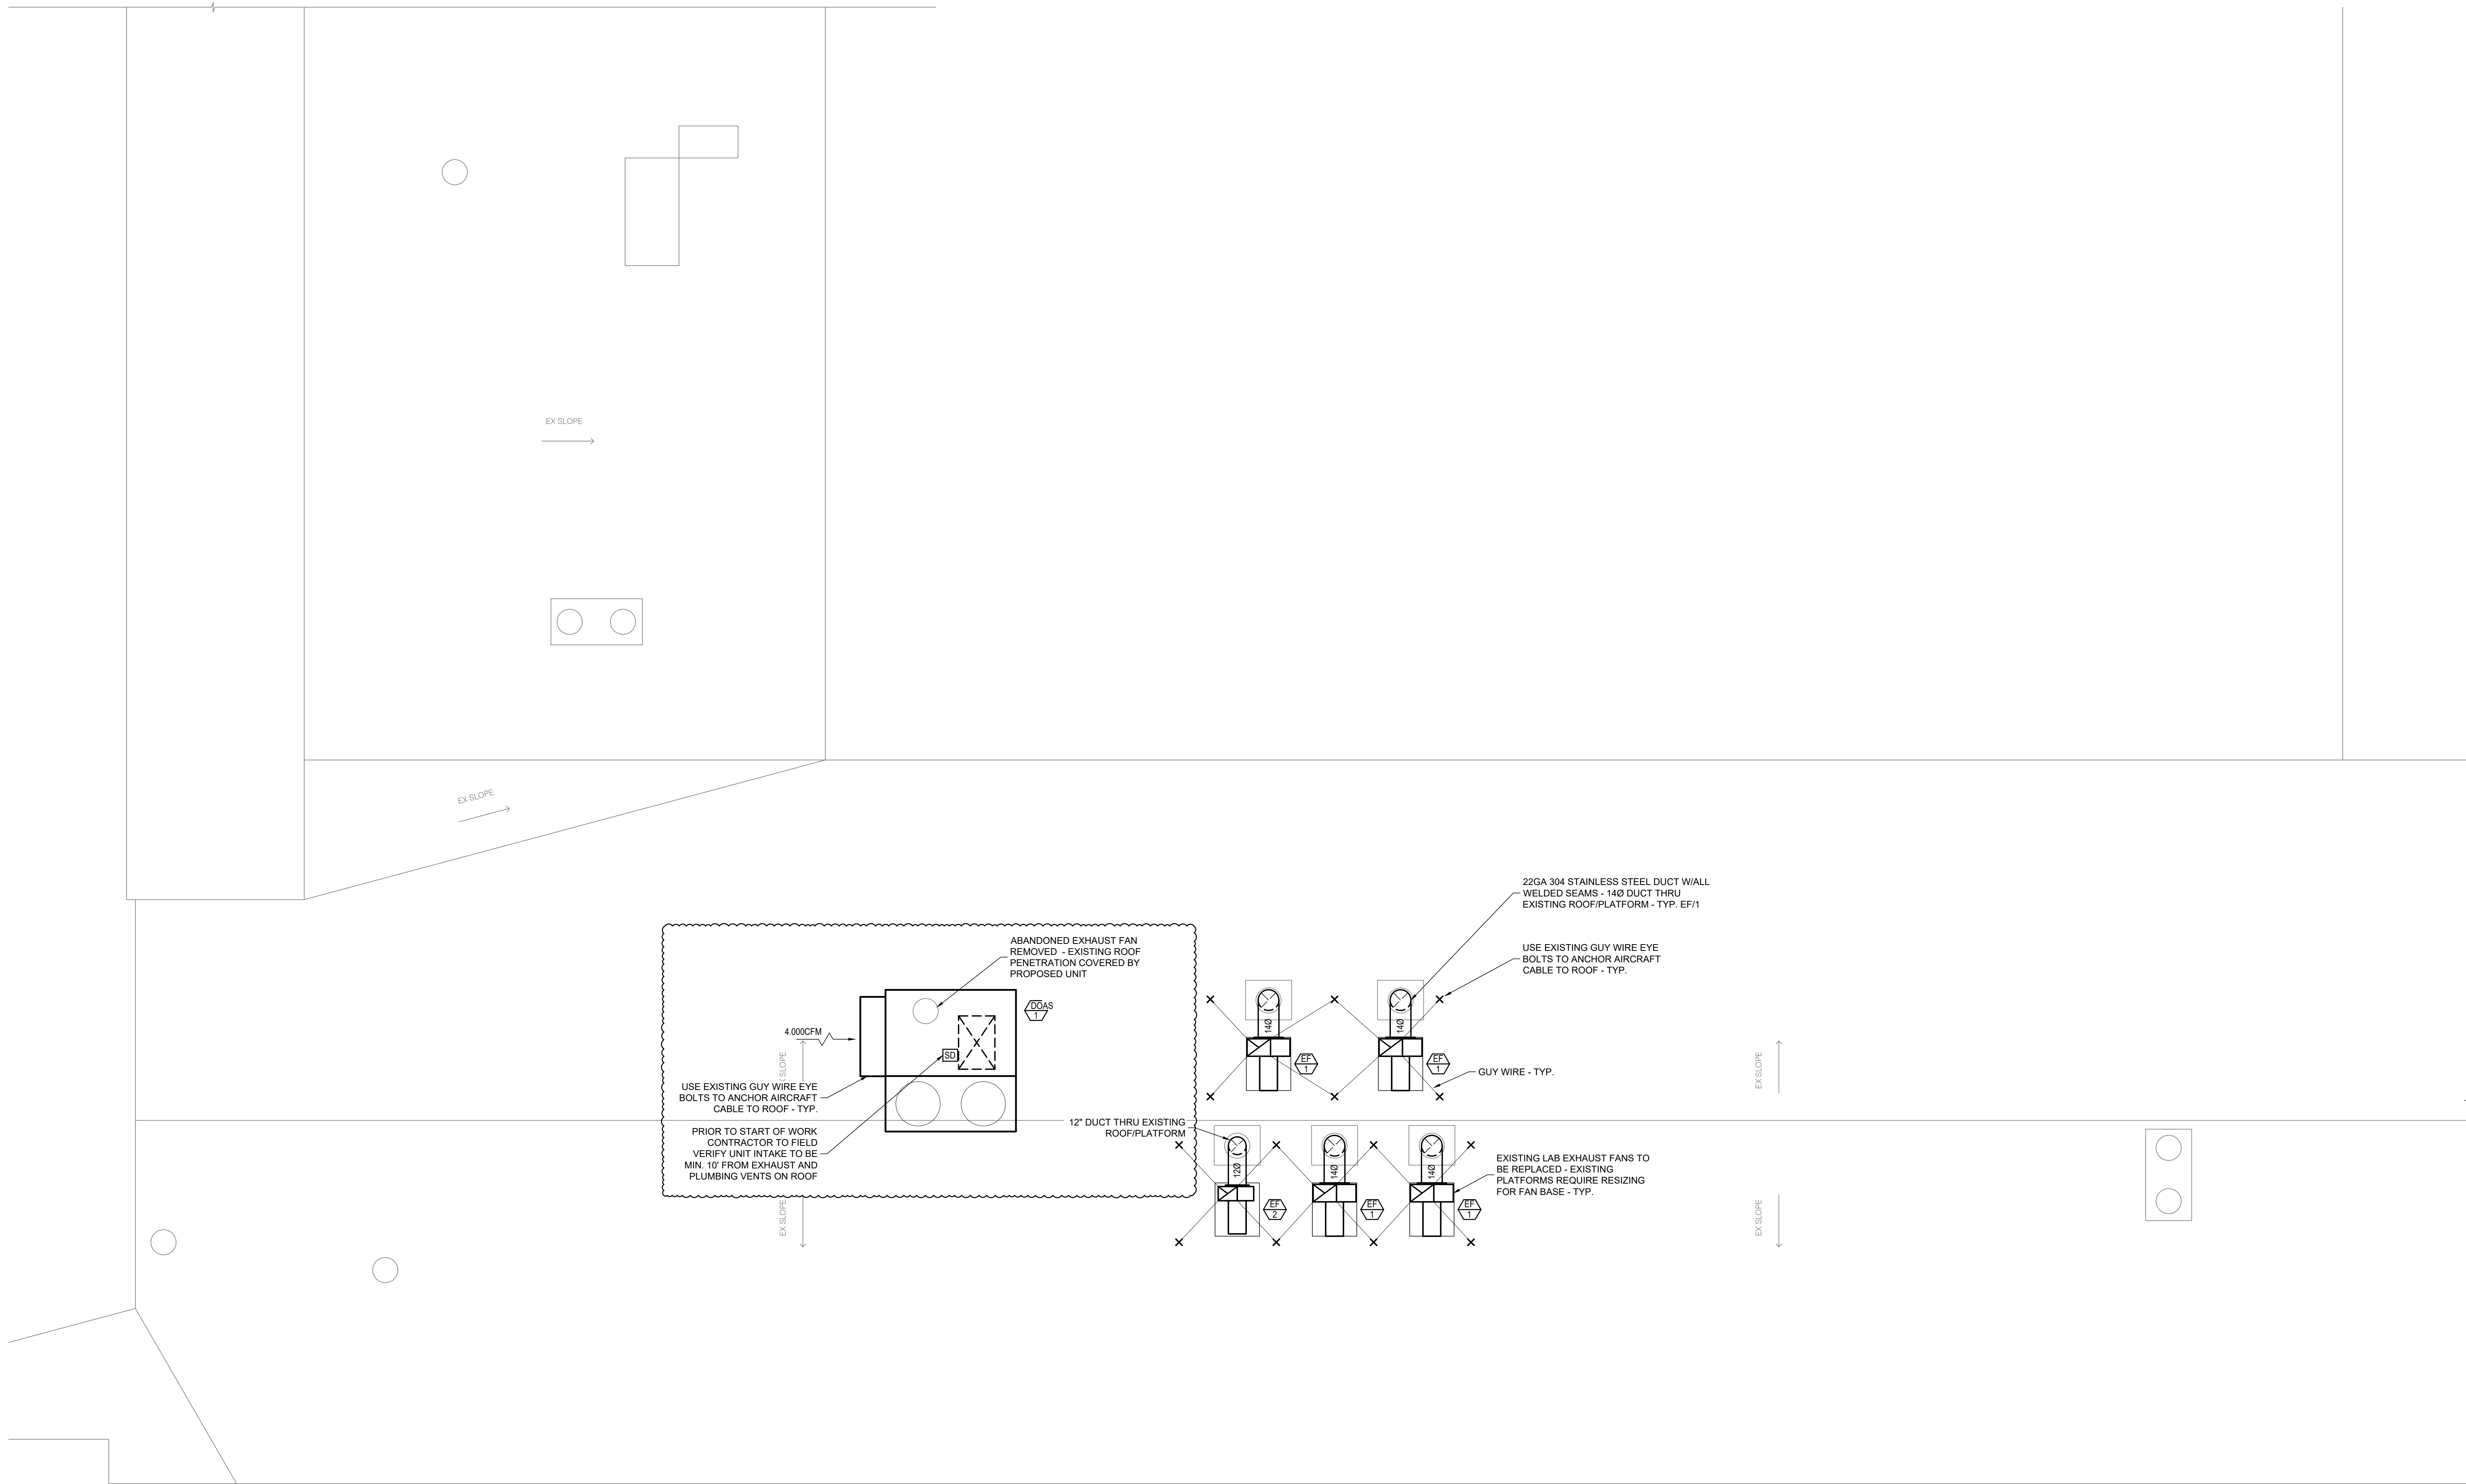 EX SLOPE
EX SLOPE
22GA 304 STAINLESS STEEL DUCT W/ALL
WELDED SEAMS - 14Ø DUCT THRU
EXISTING ROOF/PLATFORM - TYP. EF/1
ABANDONED EXHAUST FAN
REMOVED - EXISTING ROOF
PENETRATION COVERED BY
PROPOSED UNIT
USE EXISTING GUY WIRE EYE
BOLTS TO ANCHOR AIRCRAFT
CABLE TO ROOF - TYP.
DOAS
1
4.000CFM
SD
14Ø
14Ø
EF
1
EF
1
GUY WIRE - TYP.
EX SLOPE
EX SLOPE
USE EXISTING GUY WIRE EYE
BOLTS TO ANCHOR AIRCRAFT
CABLE TO ROOF - TYP.
12" DUCT THRU EXISTING
ROOF/PLATFORM
PRIOR TO START OF WORK
CONTRACTOR TO FIELD
VERIFY UNIT INTAKE TO BE
MIN. 10' FROM EXHAUST AND
PLUMBING VENTS ON ROOF
12Ø
14Ø
14Ø
EXISTING LAB EXHAUST FANS TO
BE REPLACED - EXISTING
PLATFORMS REQUIRE RESIZING
FOR FAN BASE - TYP.
EF
2
EF
1
EF
1
EX SLOPE
EX SLOPE